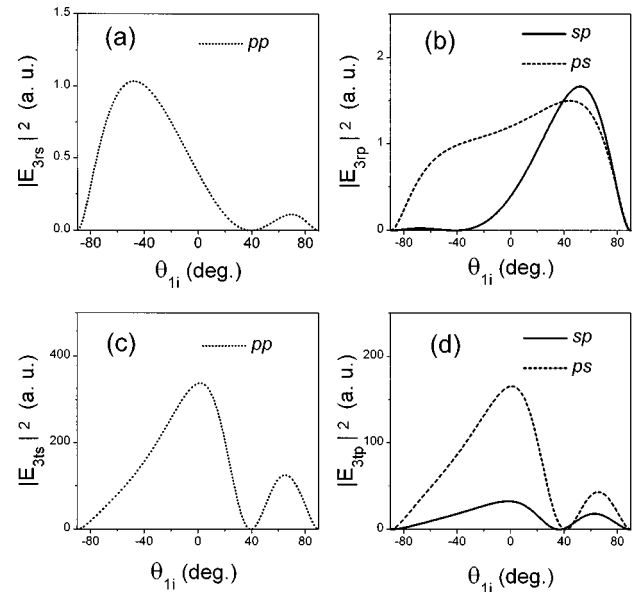 (a)
pp
|E3rs|² (a. u.)
1.5
1.0
0.5
0.0
-80 -40 0 40 80
θ1i (deg.)
(b)
sp
ps
|E3rp|² (a. u.)
2
1
0
-80 -40 0 40 80
θ1i (deg.)
(c)
pp
|E3ts|² (a. u.)
400
200
0
-80 -40 0 40 80
θ1i (deg.)
(d)
sp
ps
|E3tp|² (a. u.)
200
150
100
50
0
-80 -40 0 40 80
θ1i (deg.)